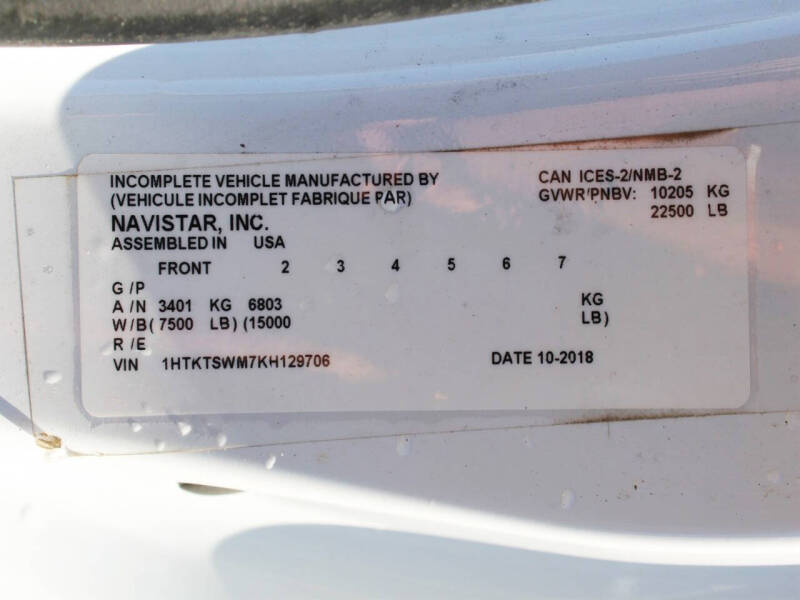 INCOMPLETE VEHICLE MANUFACTURED BY
(VEHICULE INCOMPLET FABRIQUE PAR)
NAVISTAR, INC.
ASSEMBLED IN USA
CAN ICES-2/NMB-2
GVWR/PNBV: 10205 KG
22500 LB
FRONT 2 3 4 5 6 7
G /P
A /N 3401 KG 6803 KG
W/B( 7500 LB) (15000 LB)
R /E
VIN 1HTKTSWM7KH129706 DATE 10-2018